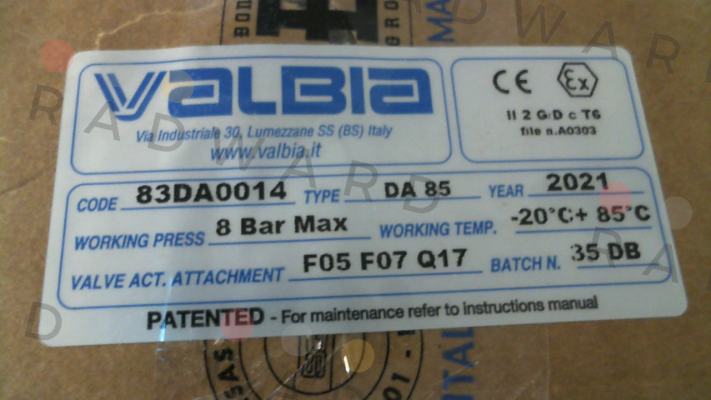 VALBIA
Via Industriale 30, Lumezzane SS (BS) Italy
www.valbia.it
CE Ex
II 2 G/D c T6
file n.A0303
CODE 83DA0014 TYPE DA 85 YEAR 2021
WORKING PRESS 8 Bar Max WORKING TEMP. -20°C+ 85°C
VALVE ACT. ATTACHMENT F05 F07 Q17 BATCH N. 35 DB
PATENTED - For maintenance refer to instructions manual
RADWARD